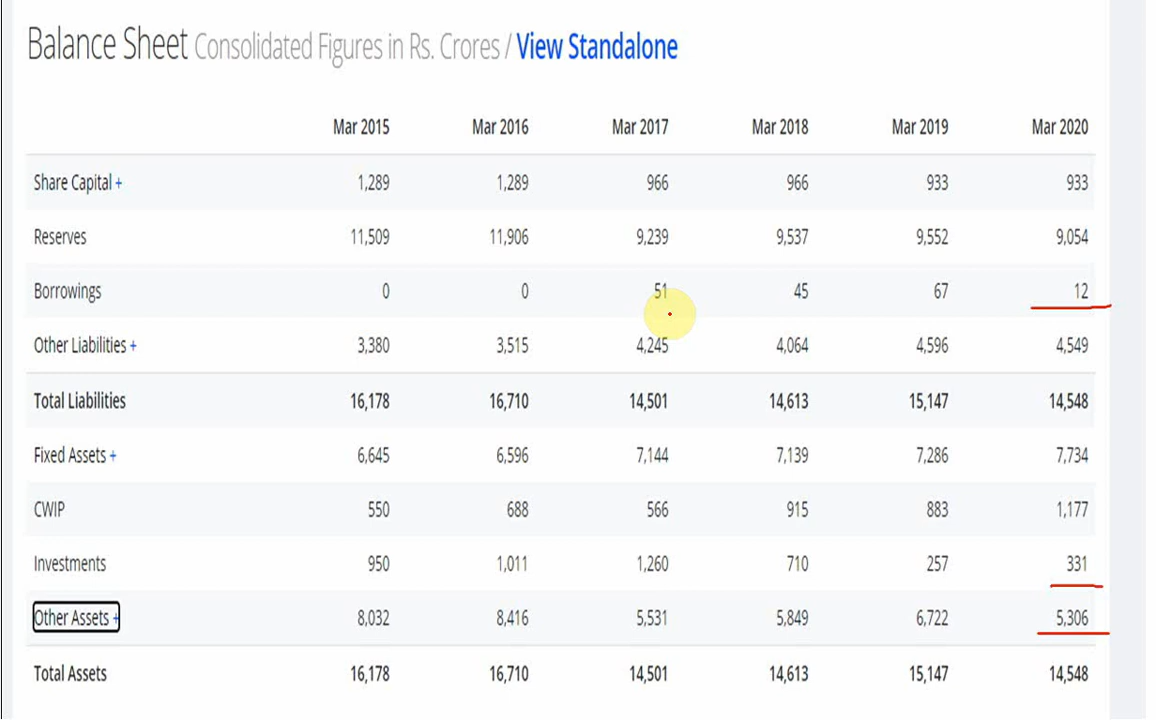 Balance Sheet Consolidated Figures in Rs. Crores / View Standalone
Mar 2015 Mar 2016 Mar 2017 Mar 2018 Mar 2019 Mar 2020
Share Capital + 1,289 1,289 966 966 933 933
Reserves 11,509 11,906 9,239 9,537 9,552 9,054
Borrowings 0 0 51 45 67 12
Other Liabilities + 3,380 3,515 4,245 4,064 4,596 4,549
Total Liabilities 16,178 16,710 14,501 14,613 15,147 14,548
Fixed Assets + 6,645 6,596 7,144 7,139 7,286 7,734
CWIP 550 688 566 915 883 1,177
Investments 950 1,011 1,260 710 257 331
Other Assets + 8,032 8,416 5,531 5,849 6,722 5,306
Total Assets 16,178 16,710 14,501 14,613 15,147 14,548